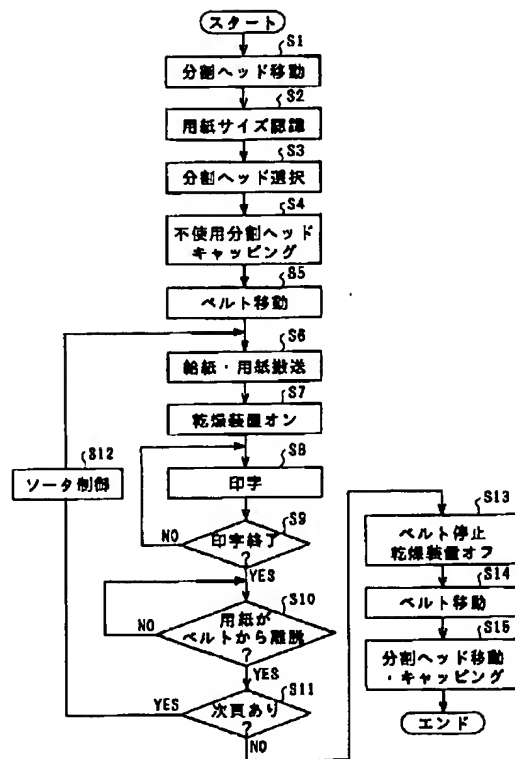 スタート
S1
分割ヘッド移動
S2
用紙サイズ認識
S3
分割ヘッド選択
S4
不使用分割ヘッド
キャッピング
S5
ベルト移動
S6
給紙・用紙搬送
S7
乾燥装置オン
S8
印字
S9
印字終了
?
NO
YES
S10
用紙が
ベルトから離脱
?
NO
YES
S11
次頁あり
?
YES
NO
S12
ソータ制御
S13
ベルト停止
乾燥装置オフ
S14
ベルト移動
S15
分割ヘッド移動
・キャッピング
エンド